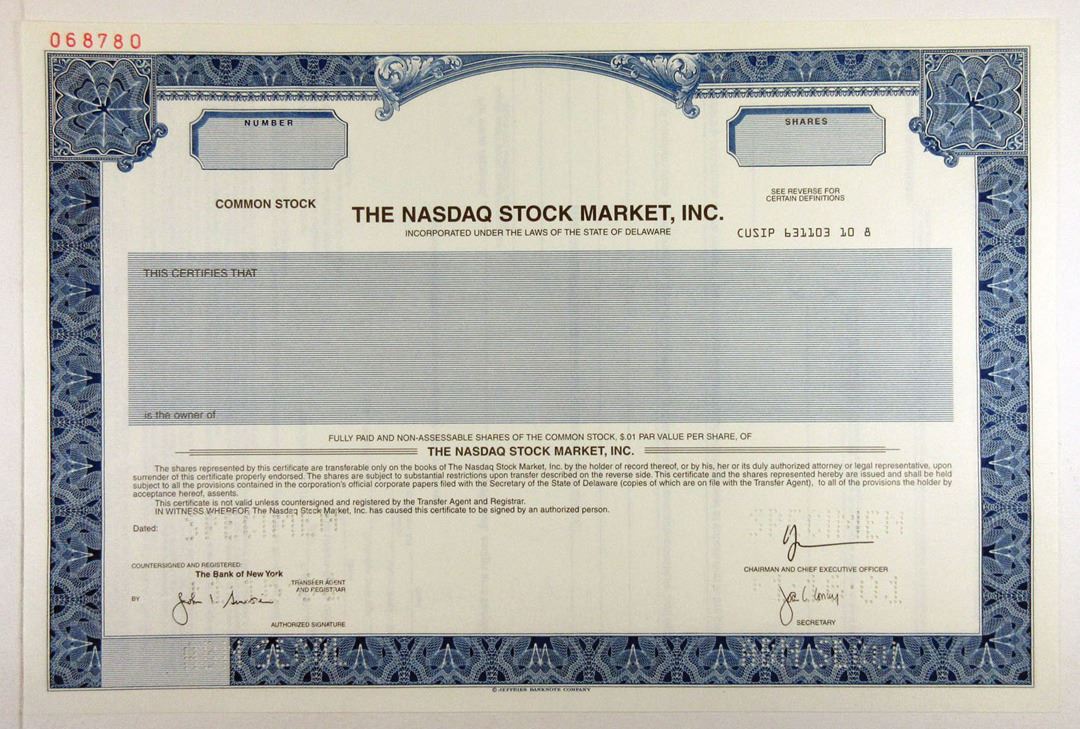 068780
NUMBER
SHARES
COMMON STOCK
SEE REVERSE FOR
CERTAIN DEFINITIONS
THE NASDAQ STOCK MARKET, INC.
INCORPORATED UNDER THE LAWS OF THE STATE OF DELAWARE
CUSIP 631103 10 8
THIS CERTIFIES THAT
is the owner of
FULLY PAID AND NON-ASSESSABLE SHARES OF THE COMMON STOCK, $.01 PAR VALUE PER SHARE, OF
THE NASDAQ STOCK MARKET, INC.
The shares represented by this certificate are transferable only on the books of The Nasdaq Stock Market, Inc. by the holder of record thereof, or by his, her or its duly authorized attorney or legal representative, upon
surrender of this certificate properly endorsed. The shares are subject to substantial restrictions upon transfer described on the reverse side. This certificate and the shares represented hereby are issued and shall be held
subject to all the provisions contained in the corporation's official corporate papers filed with the Secretary of the State of Delaware (copies of which are on file with the Transfer Agent), to all of the provisions the holder by
acceptance hereof, assents.
This certificate is not valid unless countersigned and registered by the Transfer Agent and Registrar.
IN WITNESS WHEREOF, The Nasdaq Stock Market, Inc. has caused this certificate to be signed by an authorized person.
SPECIMEN
SPECIMEN
Dated:
COUNTERSIGNED AND REGISTERED:
The Bank of New York
TRANSFER AGENT
AND REGISTRAR
BY
AUTHORIZED SIGNATURE
CHAIRMAN AND CHIEF EXECUTIVE OFFICER
SECRETARY
© JEFFRIES BANKNOTE COMPANY